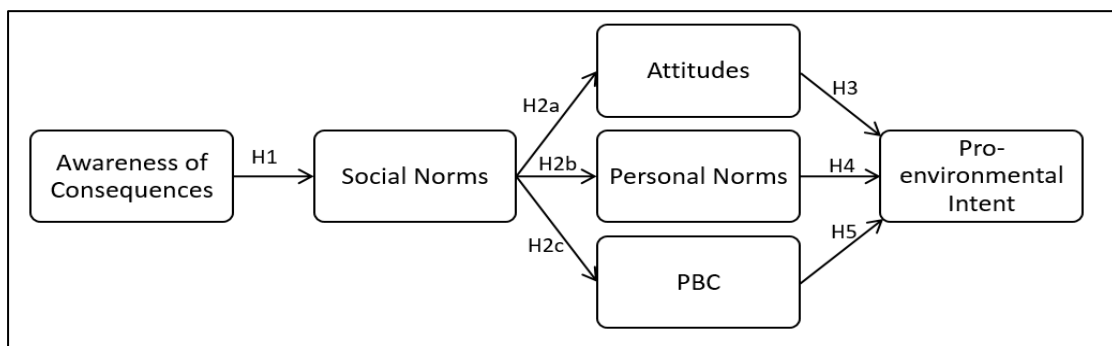 Awareness of
Consequences
H1
Social Norms
H2a
H2b
H2c
Attitudes
Personal Norms
PBC
H3
H4
H5
Pro-
environmental
Intent